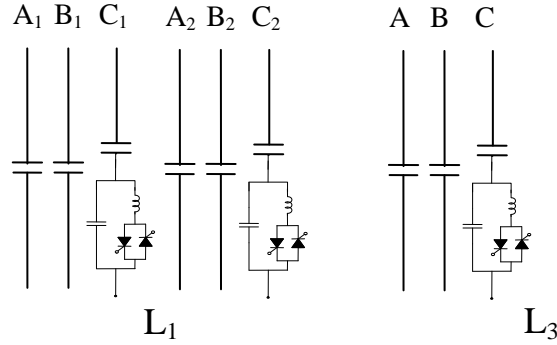 A₁ B₁ C₁ A₂ B₂ C₂ A B C
L₁ L₃